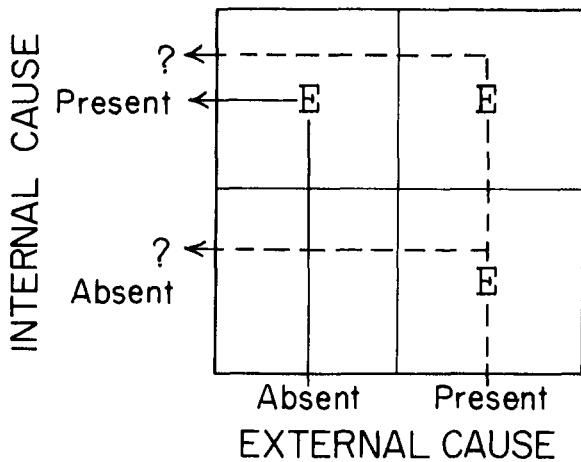 INTERNAL CAUSE
?
Present
E
E
?
Absent
E
Absent
Present
EXTERNAL CAUSE